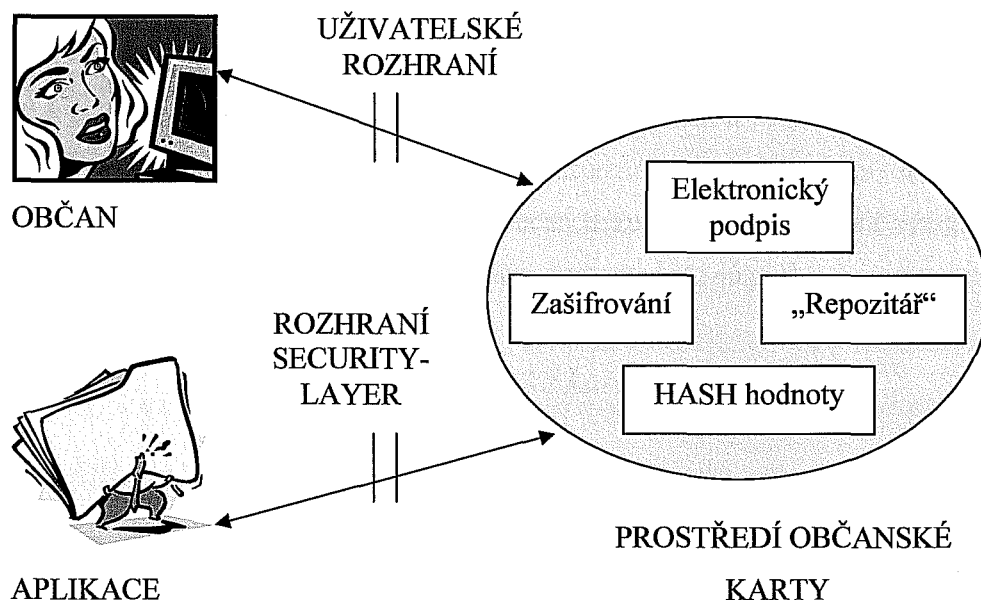 UŽIVATELSKÉ
ROZHRANÍ
OBČAN
Elektronický
podpis
Zašifrování
„Repozitář“
HASH hodnoty
ROZHRANÍ
SECURITY-
LAYER
APLIKACE
PROSTŘEDÍ OBČANSKÉ
KARTY